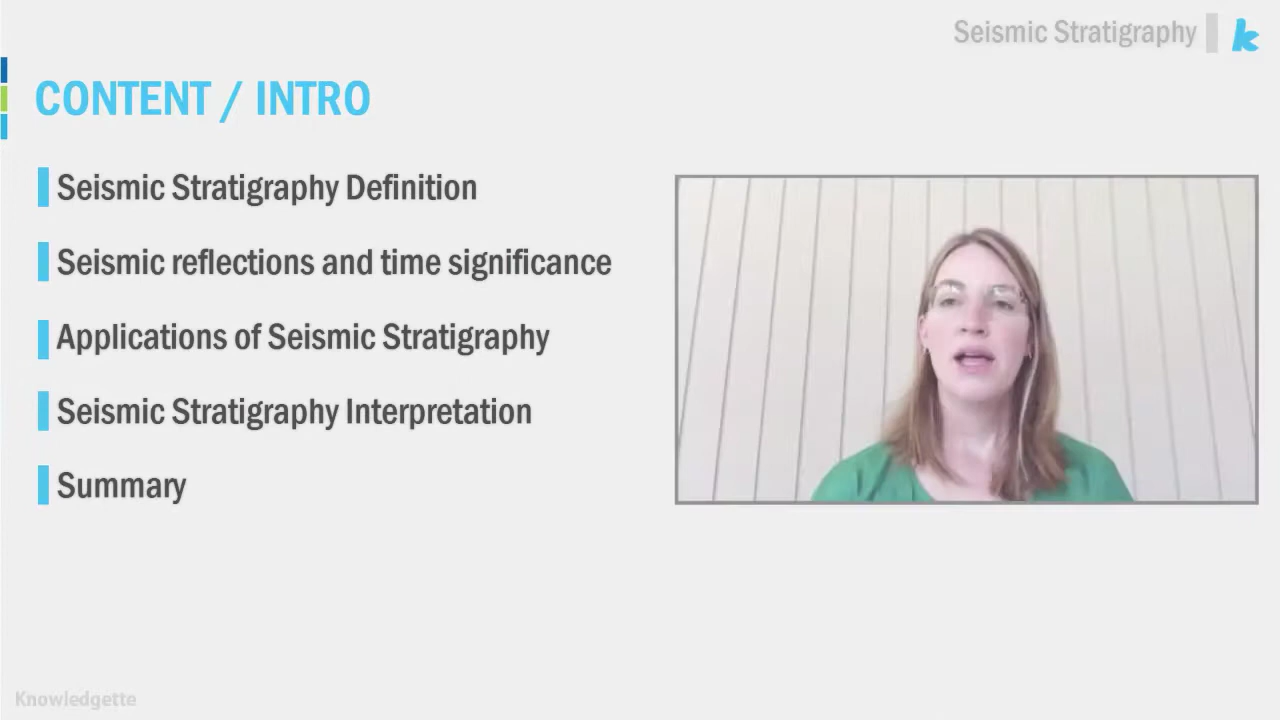 Seismic Stratigraphy
CONTENT / INTRO
Seismic Stratigraphy Definition
Seismic reflections and time significance
Applications of Seismic Stratigraphy
Seismic Stratigraphy Interpretation
Summary
Knowledgette